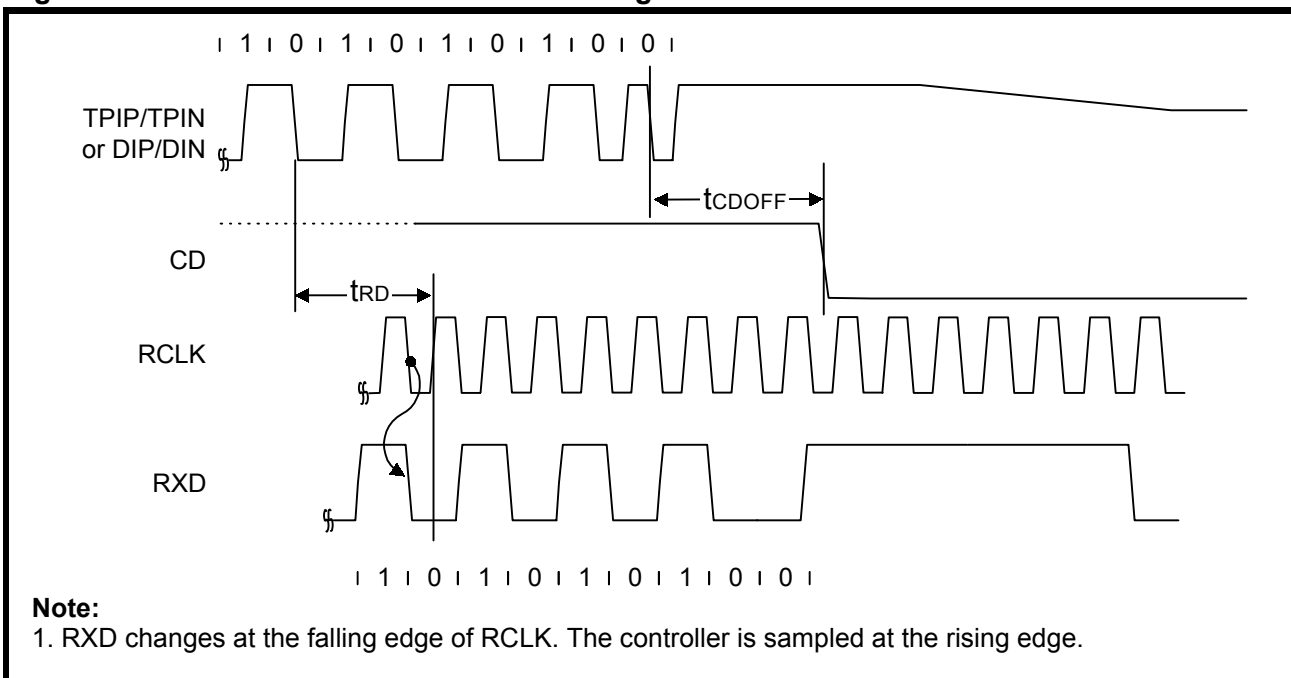 ı 1 ı 0 ı 1 ı 0 ı 1 ı 0 ı 1 ı 0 ı 0 ı
TPIP/TPIN
or DIP/DIN
tCDOFF
CD
tRD
RCLK
RXD
ı 1 ı 0 ı 1 ı 0 ı 1 ı 0 ı 1 ı 0 ı 0 ı
Note:
1. RXD changes at the falling edge of RCLK. The controller is sampled at the rising edge.